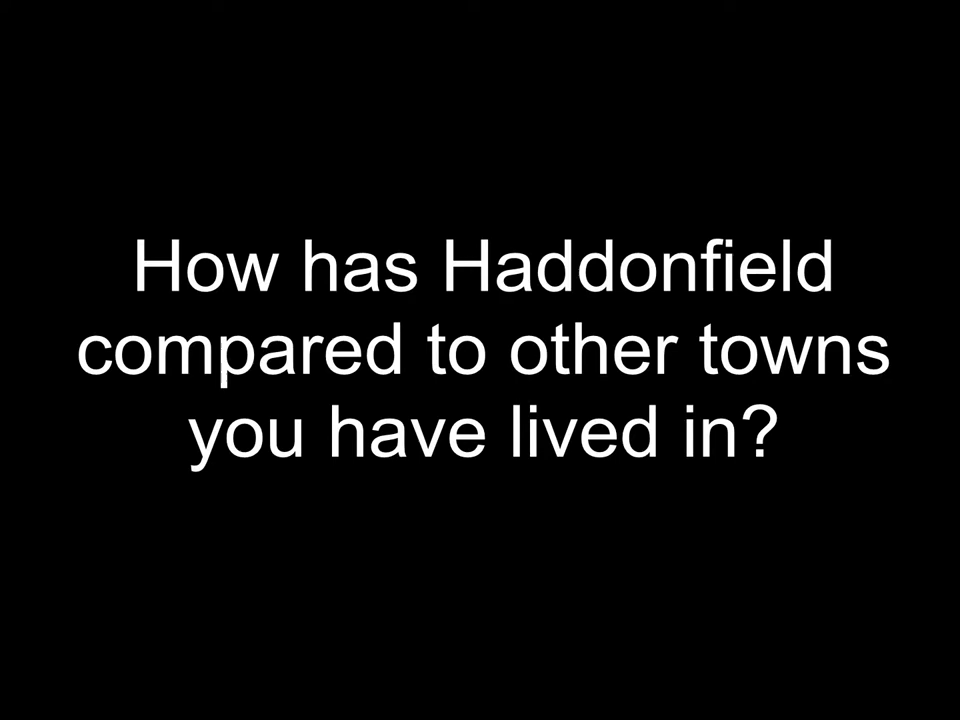 How has Haddonfield
compared to other towns
you have lived in?